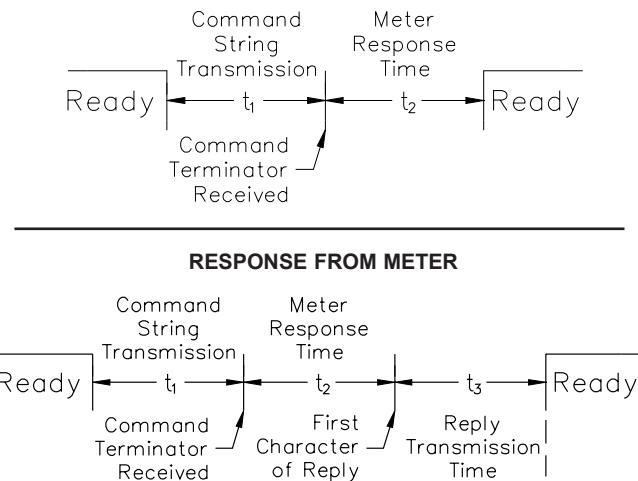 Command
String
Transmission
Meter
Response
Time
Ready
t1
t2
Ready
Command
Terminator
Received
RESPONSE FROM METER
Command
String
Transmission
Meter
Response
Time
Ready
t1
t2
t3
Ready
Command
Terminator
Received
First
Character
of Reply
Reply
Transmission
Time